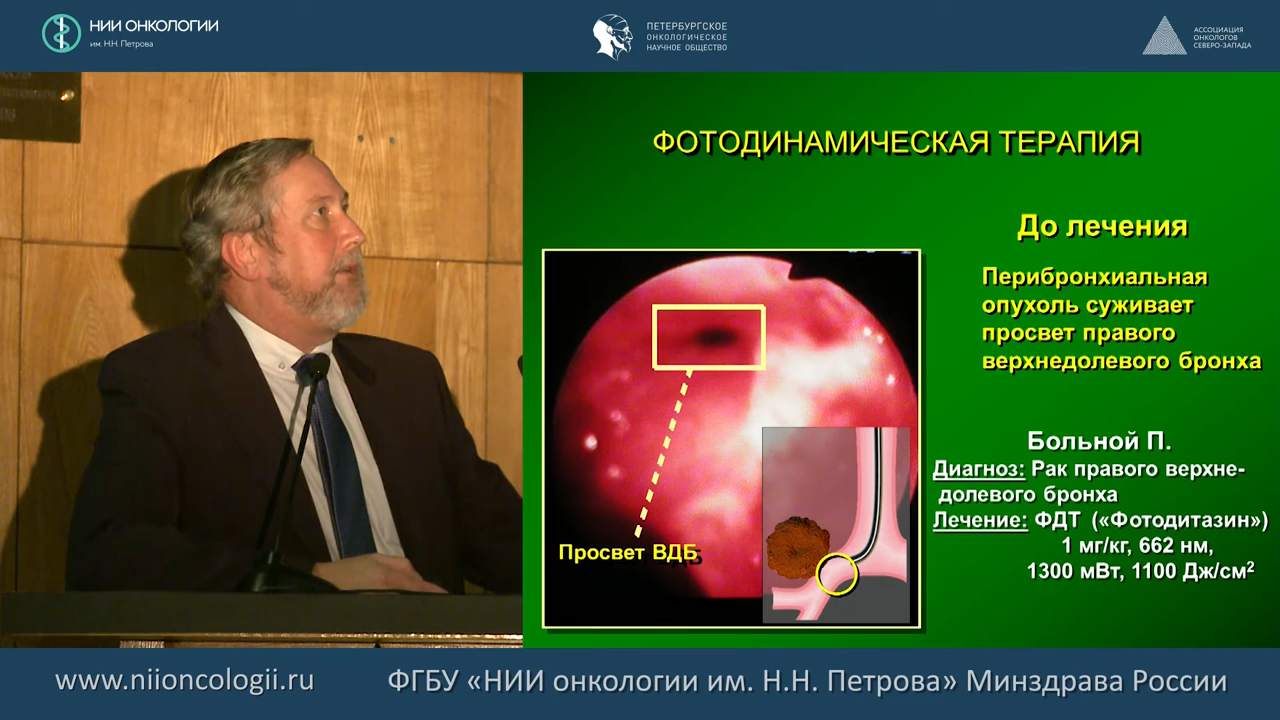 НИИ ОНКОЛОГИИ
им. Н.Н. Петрова
ПЕТЕРБУРГСКОЕ
ОНКОЛОГИЧЕСКОЕ
НАУЧНОЕ ОБЩЕСТВО
АССОЦИАЦИЯ
ОНКОЛОГОВ
СЕВЕРО-ЗАПАДА
ФОТОДИНАМИЧЕСКАЯ ТЕРАПИЯ
До лечения
Перибронхиальная
опухоль суживает
просвет правого
верхнедолевого бронха
Просвет ВДБ
Больной П.
Диагноз: Рак правого верхне-
долевого бронха
Лечение: ФДТ («Фотодитазин»)
1 мг/кг, 662 нм,
1300 мВт, 1100 Дж/см²
www.niioncologii.ru
ФГБУ «НИИ онкологии им. Н.Н. Петрова» Минздрава России